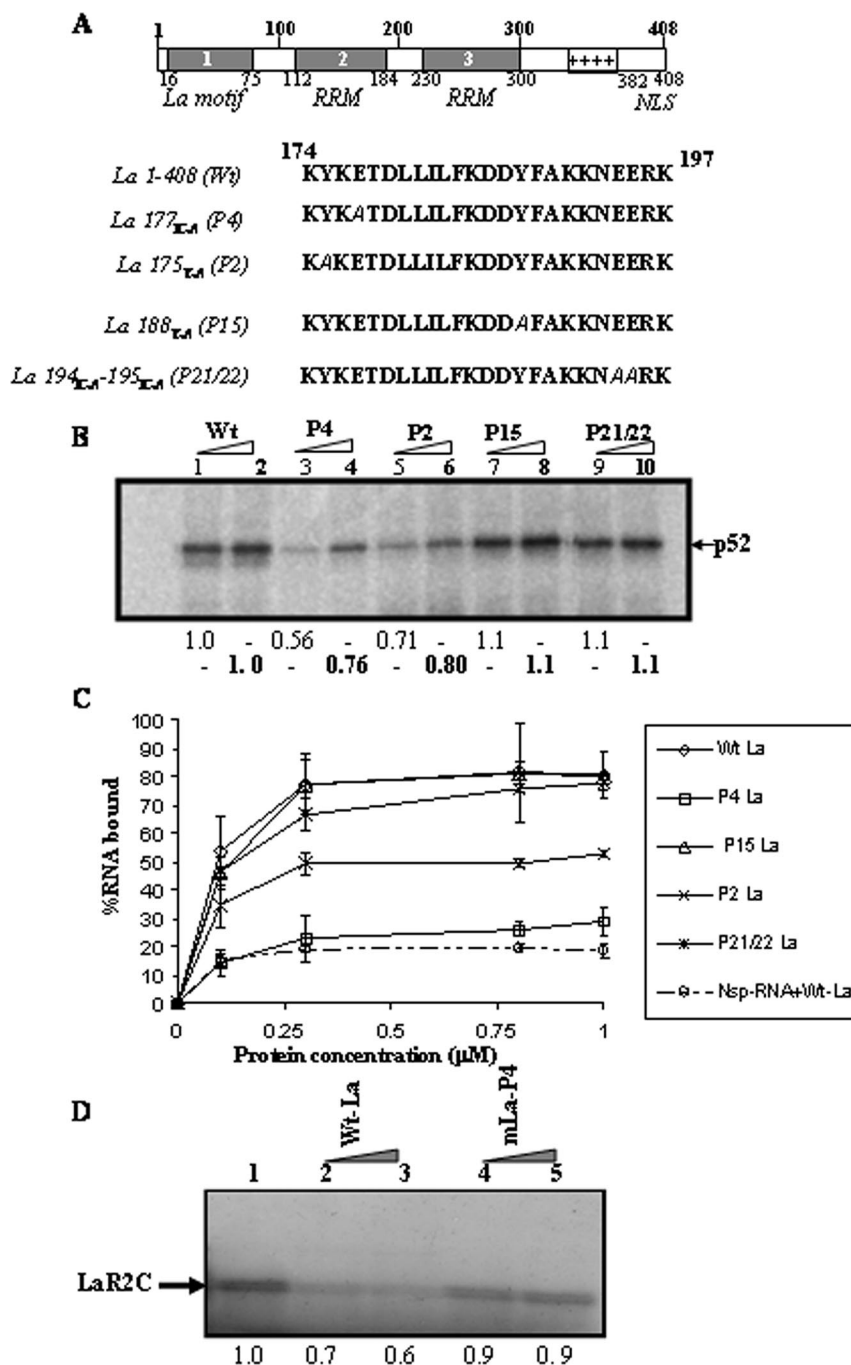 A
1 100 200 300 408
1 2 3 ++++
16 75 112 184 230 300 382 408
La motif RRM RRM NLS
174 197
La 1-408 (Wt) KYKETDLLILFKDDYFAKKNEERK
La 177E-A (P4) KYKATDLLILFKDDYFAKKNEERK
La 175Y-A (P2) KAKETDLLILFKDDYFAKKNEERK
La 188Y-A (P15) KYKETDLLILFKDDAFAKKNEERK
La 194E-A-195E-A (P21/22) KYKETDLLILFKDDYFAKKNAARK
B
Wt P4 P2 P15 P21/22
1 2 3 4 5 6 7 8 9 10
p52
1.0 - 0.56 - 0.71 - 1.1 - 1.1 -
- 1.0 - 0.76 - 0.80 - 1.1 - 1.1
C
100
90
80
70
60
50
40
30
20
10
0
%RNA bound
0 0.25 0.5 0.75 1
Protein concentration (µM)
Wt La
P4 La
P15 La
P2 La
P21/22 La
Nsp-RNA+Wt-La
D
Wt-La mLa-P4
1 2 3 4 5
LaR2C
1.0 0.7 0.6 0.9 0.9